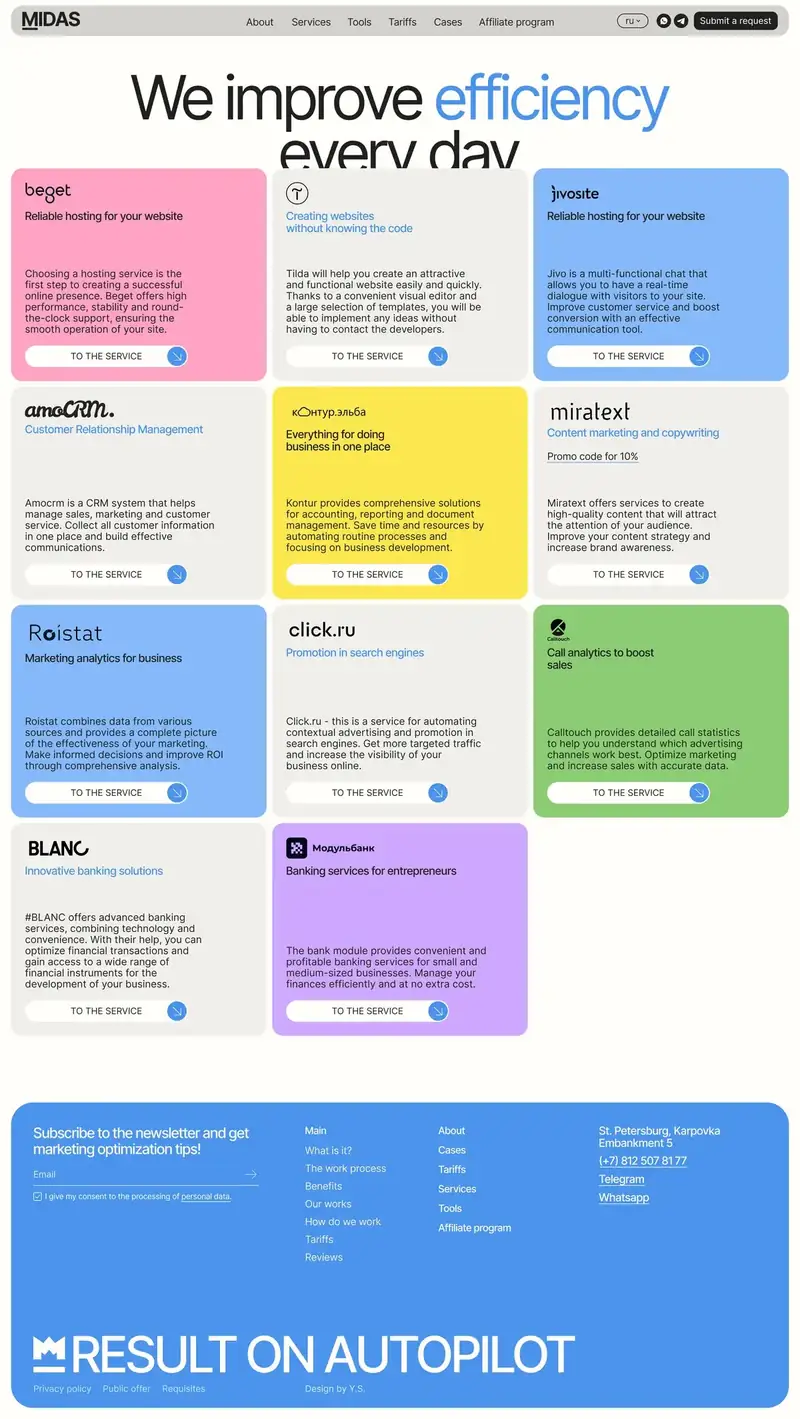 MIDAS
About Services Tools Tariffs Cases Affiliate program
ru
Submit a request
We improve efficiency
every day
beget
Reliable hosting for your website
Choosing a hosting service is the
first step to creating a successful
online presence. Beget offers high
performance, stability and round-
the-clock support, ensuring the
smooth operation of your site.
TO THE SERVICE
Creating websites
without knowing the code
Tilda will help you create an attractive
and functional website easily and quickly.
Thanks to a convenient visual editor and
a large selection of templates, you will be
able to implement any ideas without
having to contact the developers.
TO THE SERVICE
jivosite
Reliable hosting for your website
Jivo is a multi-functional chat that
allows you to have a real-time
dialogue with visitors to your site.
Improve customer service and boost
conversion with an effective
communication tool.
TO THE SERVICE
amoCRM.
Customer Relationship Management
Amocrm is a CRM system that helps
manage sales, marketing and customer
service. Collect all customer information
in one place and build effective
communications.
TO THE SERVICE
контур.эльба
Everything for doing
business in one place
Kontur provides comprehensive solutions
for accounting, reporting and document
management. Save time and resources by
automating routine processes and
focusing on business development.
TO THE SERVICE
miratext
Content marketing and copywriting
Promo code for 10%
Miratext offers services to create
high-quality content that will attract
the attention of your audience.
Improve your content strategy and
increase brand awareness.
TO THE SERVICE
Roistat
Marketing analytics for business
Roistat combines data from various
sources and provides a complete picture
of the effectiveness of your marketing.
Make informed decisions and improve ROI
through comprehensive analysis.
TO THE SERVICE
click.ru
Promotion in search engines
Click.ru - this is a service for automating
contextual advertising and promotion in
search engines. Get more targeted traffic
and increase the visibility of your
business online.
TO THE SERVICE
Calltouch
Call analytics to boost
sales
Calltouch provides detailed call statistics
to help you understand which advertising
channels work best. Optimize marketing
and increase sales with accurate data.
TO THE SERVICE
BLANC
Innovative banking solutions
#BLANC offers advanced banking
services, combining technology and
convenience. With their help, you can
optimize financial transactions and
gain access to a wide range of
financial instruments for the
development of your business.
TO THE SERVICE
Модульбанк
Banking services for entrepreneurs
The bank module provides convenient and
profitable banking services for small and
medium-sized businesses. Manage your
finances efficiently and at no extra cost.
TO THE SERVICE
Subscribe to the newsletter and get
marketing optimization tips!
Email
I give my consent to the processing of personal data.
Main
What is it?
The work process
Benefits
Our works
How do we work
Tariffs
Reviews
About
Cases
Tariffs
Services
Tools
Affiliate program
St. Petersburg, Karpovka
Embankment 5
(+7) 812 507 81 77
Telegram
Whatsapp
RESULT ON AUTOPILOT
Privacy policy Public offer Requisites Design by Y.S.